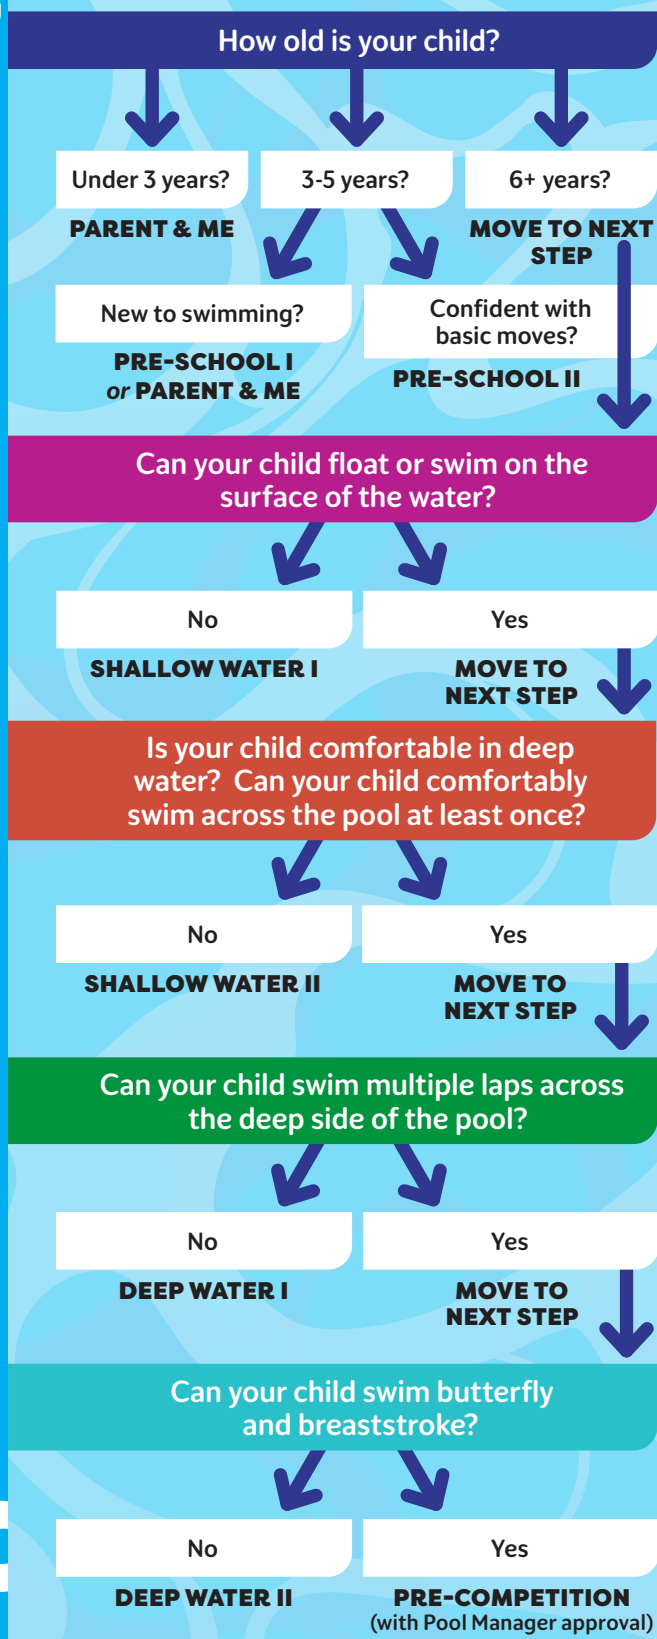 How old is your child?
Under 3 years?
3-5 years?
6+ years?
PARENT & ME
MOVE TO NEXT
STEP
New to swimming?
Confident with
basic moves?
PRE-SCHOOL I
or PARENT & ME
PRE-SCHOOL II
Can your child float or swim on the
surface of the water?
No
Yes
SHALLOW WATER I
MOVE TO
NEXT STEP
Is your child comfortable in deep
water? Can your child comfortably
swim across the pool at least once?
No
Yes
SHALLOW WATER II
MOVE TO
NEXT STEP
Can your child swim multiple laps across
the deep side of the pool?
No
Yes
DEEP WATER I
MOVE TO
NEXT STEP
Can your child swim butterfly
and breaststroke?
No
Yes
DEEP WATER II
PRE-COMPETITION
(with Pool Manager approval)